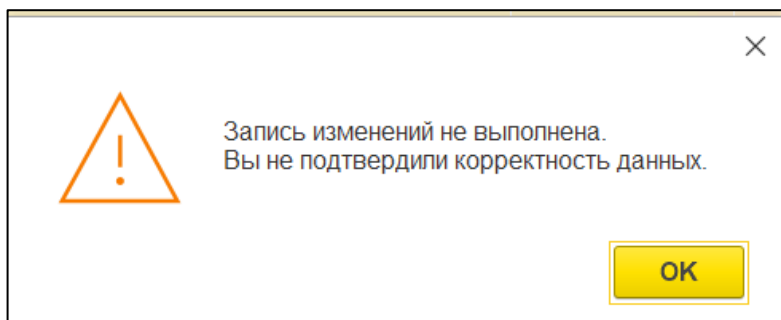 Запись изменений не выполнена.
Вы не подтвердили корректность данных.
OK